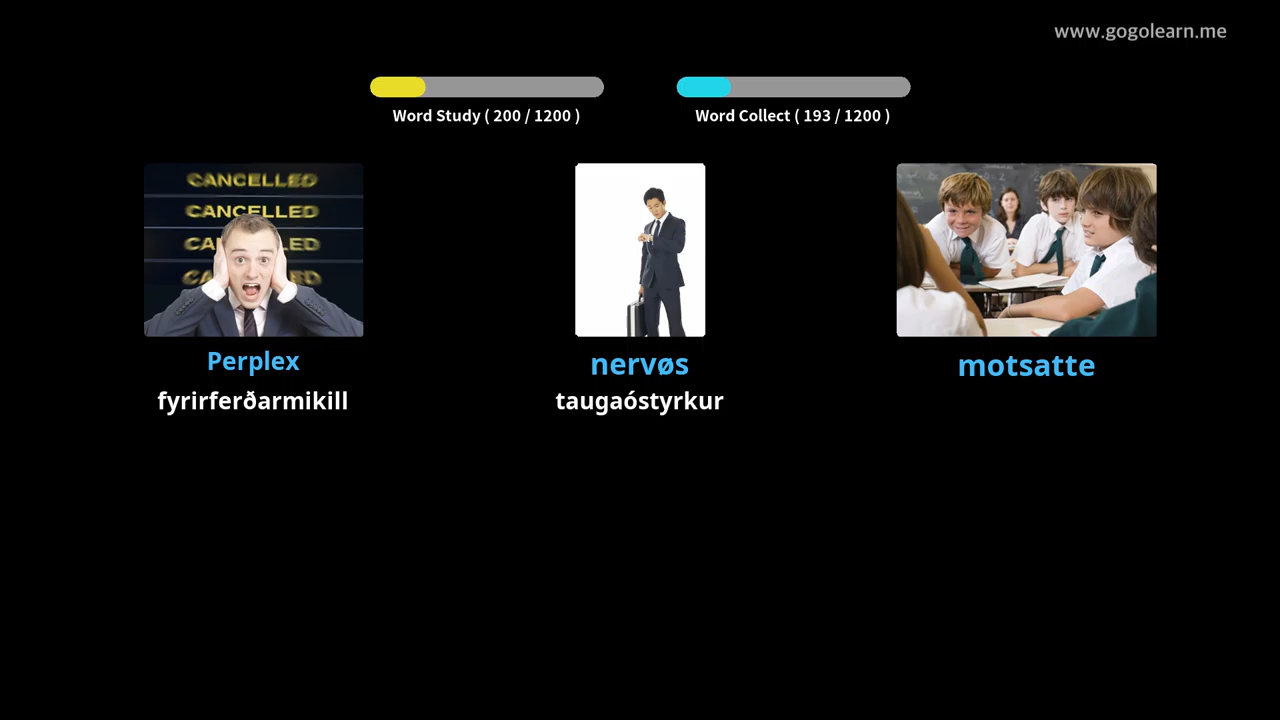 www.gogolearn.me
Word Study ( 200 / 1200 )
Word Collect ( 193 / 1200 )
CANCELLED
CANCELLED
Perplex
nervøs
motsatte
fyrirferðarmikill
taugaóstyrkur